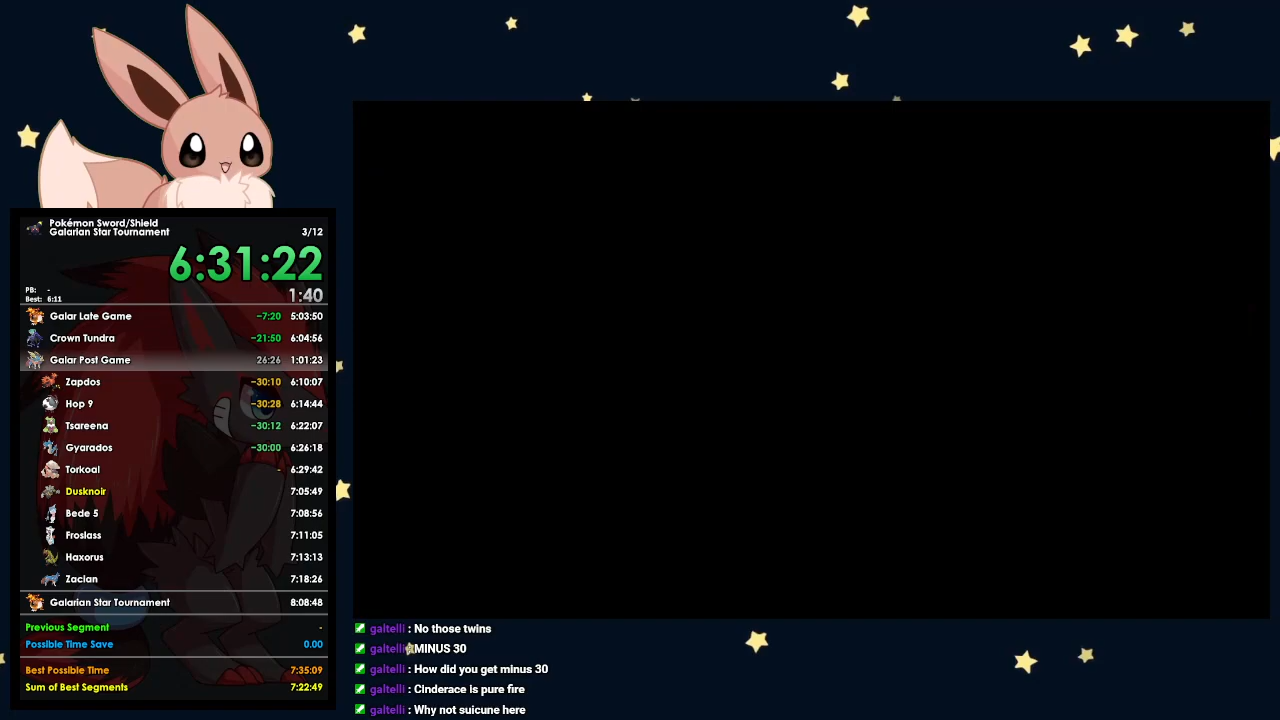 Pokémon Sword/Shield
Galarian Star Tournament 3/12
6:31:22
PB: -
Best: 6:11 1:40
Galar Late Game -7:20 5:03:50
Crown Tundra -21:50 6:04:56
Galar Post Game 26:26 1:01:23
Zapdos -30:10 6:10:07
Hop 9 -30:28 6:14:44
Tsareena -30:12 6:22:07
Gyarados -30:00 6:26:18
Torkoal - 6:29:42
Dusknoir 7:05:49
Bede 5 7:08:56
Froslass 7:11:05
Haxorus 7:13:13
Zacian 7:18:26
Galarian Star Tournament 8:08:48
Previous Segment -
Possible Time Save 0.00
Best Possible Time 7:35:09
Sum of Best Segments 7:22:49
galtelli : No those twins
galtelli : MINUS 30
galtelli : How did you get minus 30
galtelli : Cinderace is pure fire
galtelli : Why not suicune here